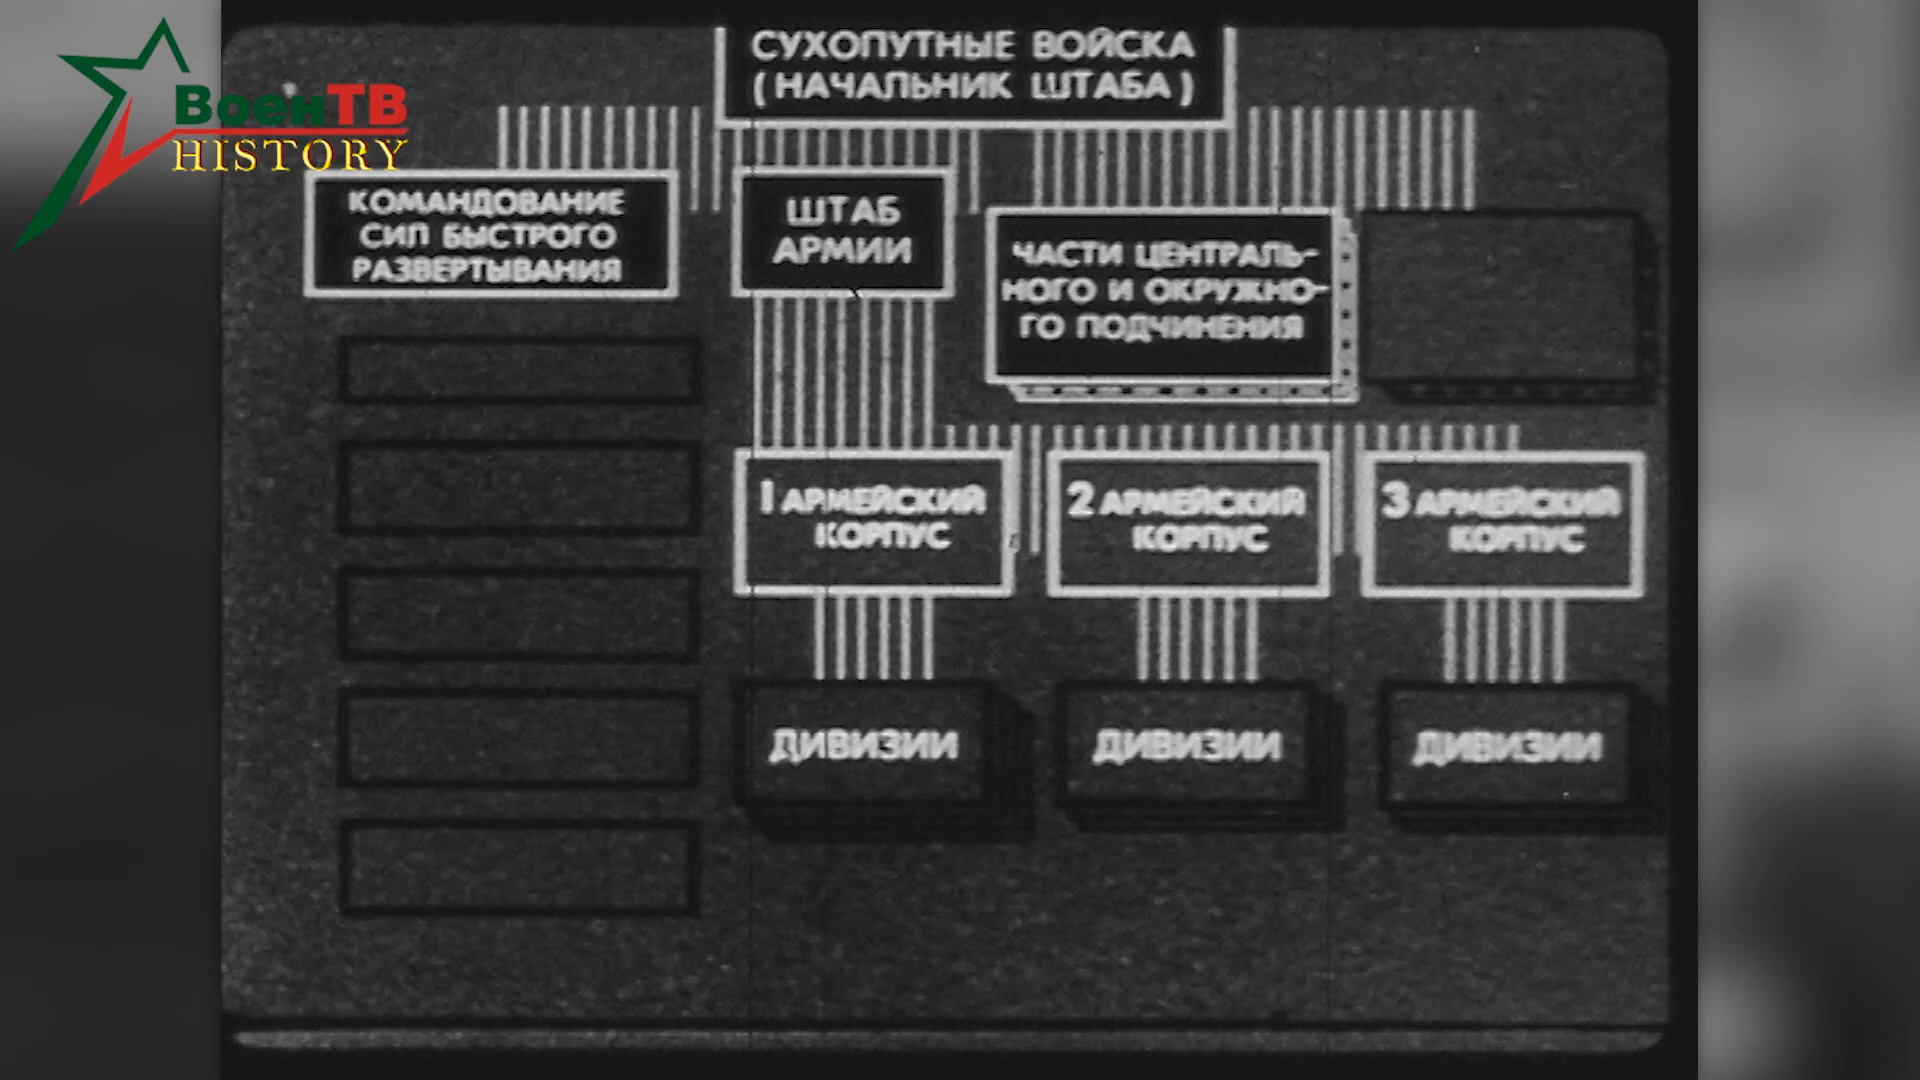 ВоенТВ
HISTORY
СУХОПУТНЫЕ ВОЙСКА
(НАЧАЛЬНИК ШТАБА)
КОМАНДОВАНИЕ
СИЛ БЫСТРОГО
РАЗВЕРТЫВАНИЯ
ШТАБ
АРМИИ
ЧАСТИ ЦЕНТРАЛЬ-
НОГО И ОКРУЖНО-
ГО ПОДЧИНЕНИЯ
1 АРМЕЙСКИЙ
КОРПУС
2 АРМЕЙСКИЙ
КОРПУС
3 АРМЕЙСКИЙ
КОРПУС
ДИВИЗИИ
ДИВИЗИИ
ДИВИЗИИ